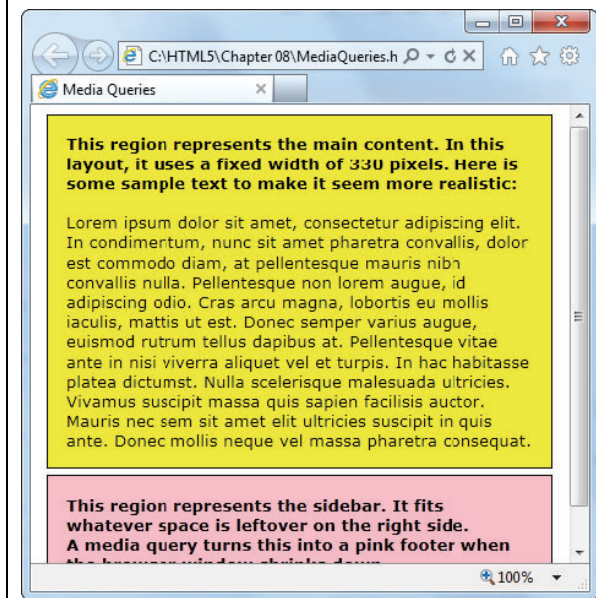 C:\HTML5\Chapter 08\MediaQueries.h
Media Queries
This region represents the main content. In this
layout, it uses a fixed width of 330 pixels. Here is
some sample text to make it seem more realistic:
Lorem ipsum dolor sit amet, consectetur adipiscing elit.
In condimentum, nunc sit amet pharetra convallis, dolor
est commodo diam, at pellentesque mauris nibh
convallis nulla. Pellentesque non lorem augue, id
adipiscing odio. Cras arcu magna, lobortis eu mollis
iaculis, mattis ut est. Donec semper varius augue,
euismod rutrum tellus dapibus at. Pellentesque vitae
ante in nisi viverra aliquet vel et turpis. In hac habitasse
platea dictumst. Nulla scelerisque malesuada ultricies.
Vivamus suscipit massa quis sapien facilisis auctor.
Mauris nec sem sit amet elit ultricies suscipit in quis
ante. Donec mollis neque vel massa pharetra consequat.
This region represents the sidebar. It fits
whatever space is leftover on the right side.
A media query turns this into a pink footer when
the browser window shrinks down
100%